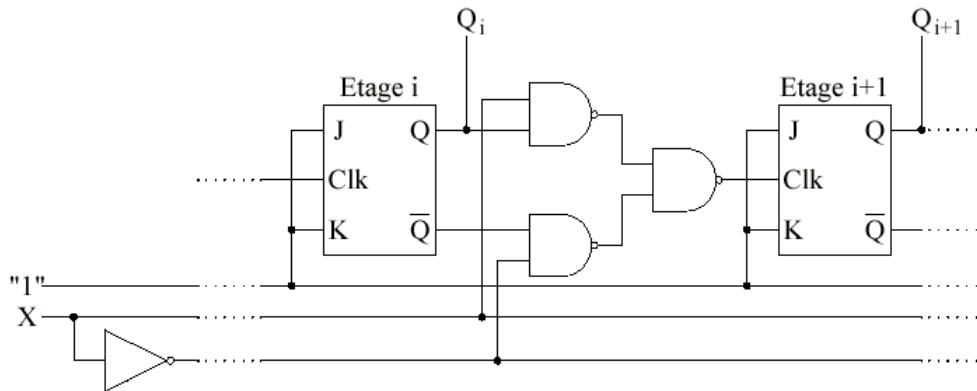 Qi Qi+1
Etage i Etage i+1
J Q J Q
Clk Clk
K Q̅ K Q̅
"1"
X